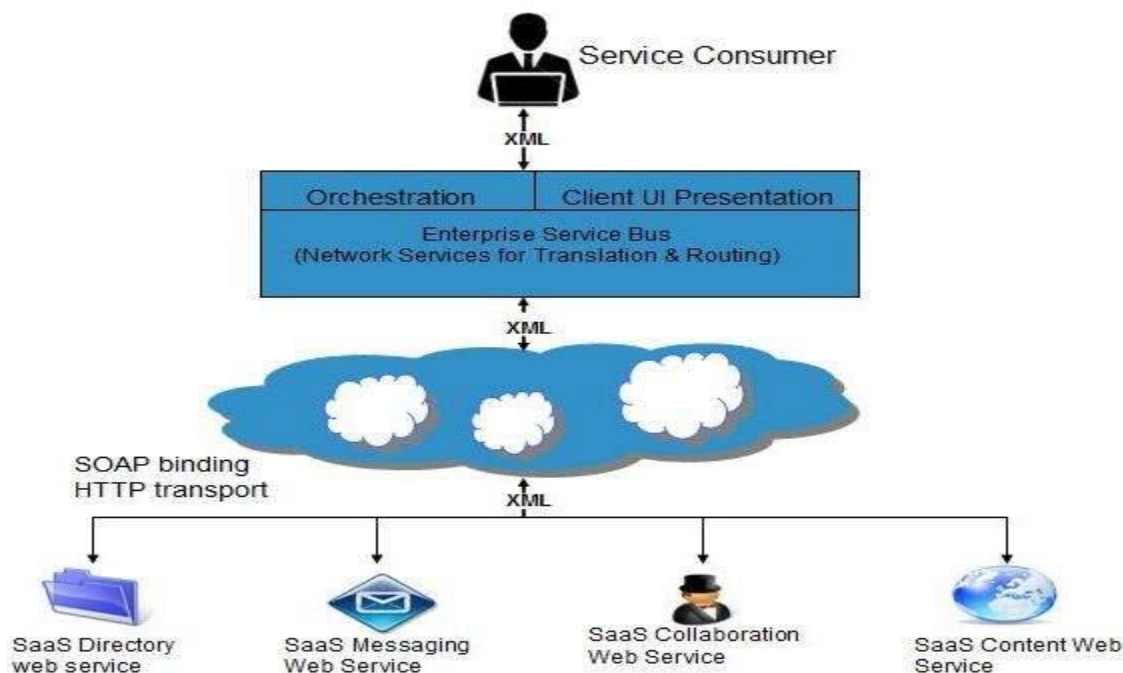 Service Consumer
XML
Orchestration
Client UI Presentation
Enterprise Service Bus
(Network Services for Translation & Routing)
XML
SOAP binding
HTTP transport
XML
SaaS Directory
web service
SaaS Messaging
Web Service
SaaS Collaboration
Web Service
SaaS Content Web
Service